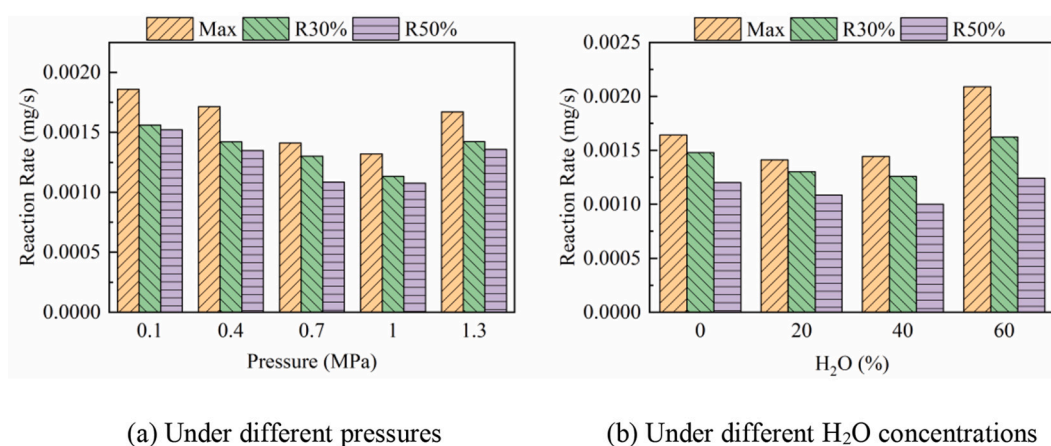 Max R30% R50%
0.0020
0.0015
0.0010
0.0005
0.0000
Reaction Rate (mg/s)
0.1 0.4 0.7 1 1.3
Pressure (MPa)
(a) Under different pressures
Max R30% R50%
0.0025
0.0020
0.0015
0.0010
0.0005
0.0000
Reaction Rate (mg/s)
0 20 40 60
H₂O (%)
(b) Under different H₂O concentrations